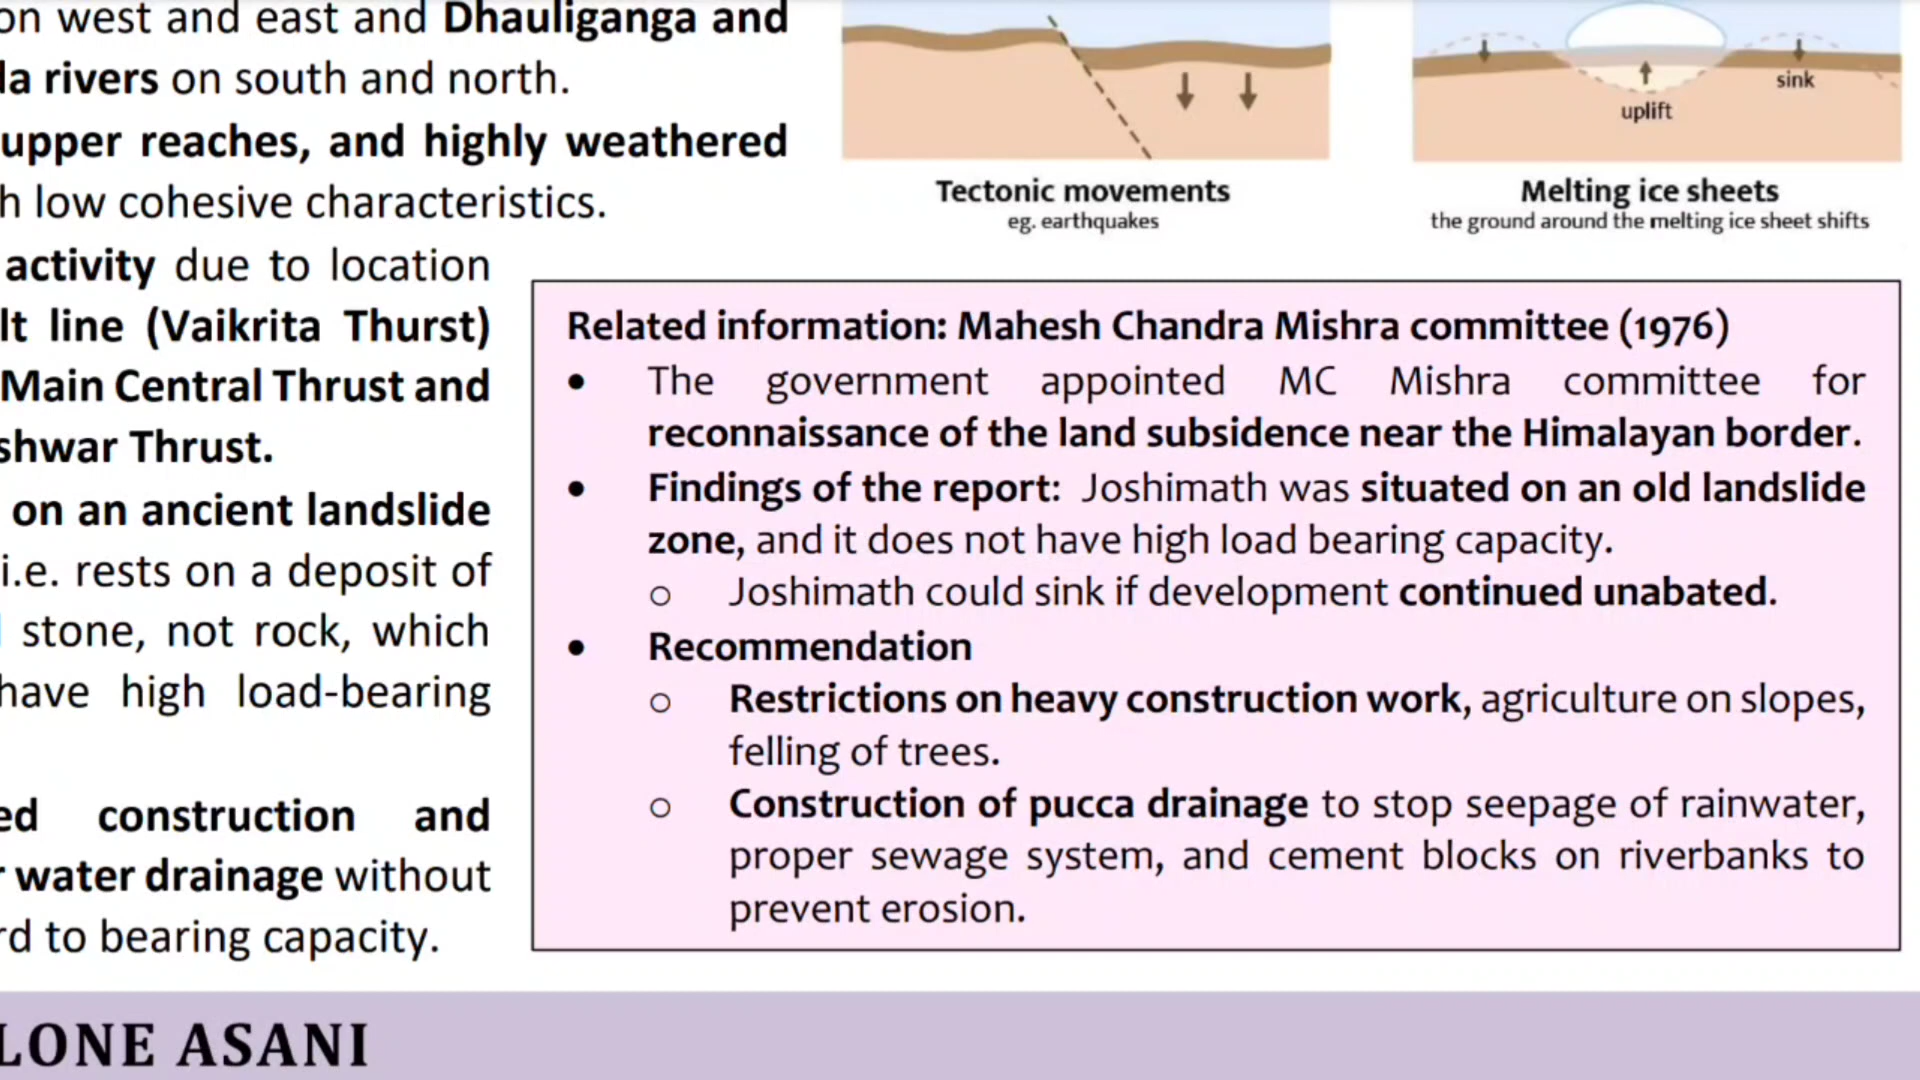 on west and east and Dhauliganga and
rivers on south and north.
upper reaches, and highly weathered
low cohesive characteristics.
activity due to location
line (Vaikrita Thurst)
Main Central Thrust and
Thrust.
on an ancient landslide
i.e. rests on a deposit of
stone, not rock, which
have high load-bearing
construction and
water drainage without
to bearing capacity.
sink
uplift
Tectonic movements
eg. earthquakes
Melting ice sheets
the ground around the melting ice sheet shifts
Related information: Mahesh Chandra Mishra committee (1976)
• The government appointed MC Mishra committee for
reconnaissance of the land subsidence near the Himalayan border.
• Findings of the report: Joshimath was situated on an old landslide
zone, and it does not have high load bearing capacity.
o Joshimath could sink if development continued unabated.
• Recommendation
o Restrictions on heavy construction work, agriculture on slopes,
felling of trees.
o Construction of pucca drainage to stop seepage of rainwater,
proper sewage system, and cement blocks on riverbanks to
prevent erosion.
LONE ASANI